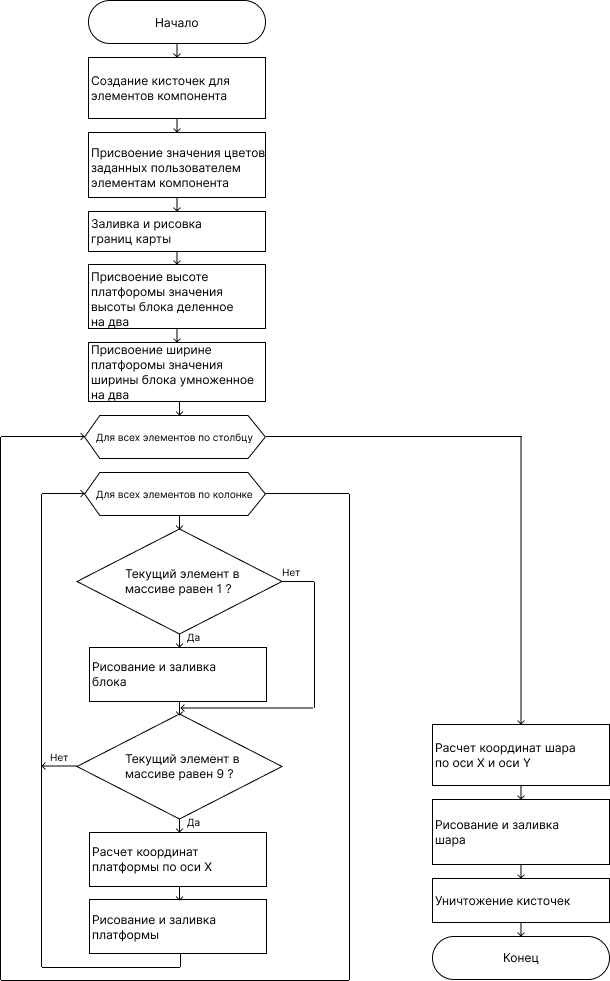 Начало
Создание кисточек для
элементов компонента
Присвоение значения цветов
заданных пользователем
элементам компонента
Заливка и рисовка
границ карты
Присвоение высоте
платфоромы значения
высоты блока деленное
на два
Присвоение ширине
платфоромы значения
ширины блока умноженное
на два
Для всех элементов по столбцу
Для всех элементов по колонке
Текущий элемент в
массиве равен 1 ?
Нет
Да
Рисование и заливка
блока
Текущий элемент в
массиве равен 9 ?
Нет
Да
Расчет координат
платформы по оси X
Рисование и заливка
платформы
Расчет координат шара
по оси X и оси Y
Рисование и заливка
шара
Уничтожение кисточек
Конец